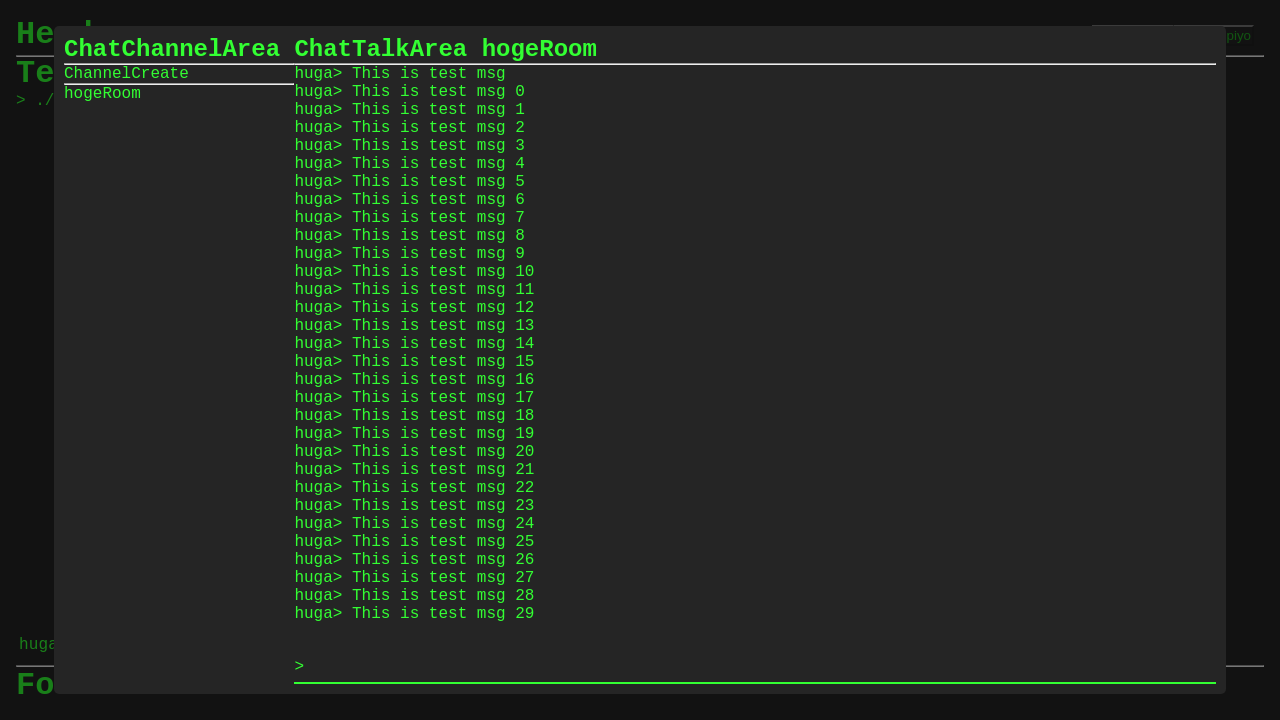 piyo
ChatChannelArea ChatTalkArea hogeRoom
ChannelCreate
hogeRoom
huga> This is test msg
huga> This is test msg 0
huga> This is test msg 1
huga> This is test msg 2
huga> This is test msg 3
huga> This is test msg 4
huga> This is test msg 5
huga> This is test msg 6
huga> This is test msg 7
huga> This is test msg 8
huga> This is test msg 9
huga> This is test msg 10
huga> This is test msg 11
huga> This is test msg 12
huga> This is test msg 13
huga> This is test msg 14
huga> This is test msg 15
huga> This is test msg 16
huga> This is test msg 17
huga> This is test msg 18
huga> This is test msg 19
huga> This is test msg 20
huga> This is test msg 21
huga> This is test msg 22
huga> This is test msg 23
huga> This is test msg 24
huga> This is test msg 25
huga> This is test msg 26
huga> This is test msg 27
huga> This is test msg 28
huga> This is test msg 29
>
> ./
huga